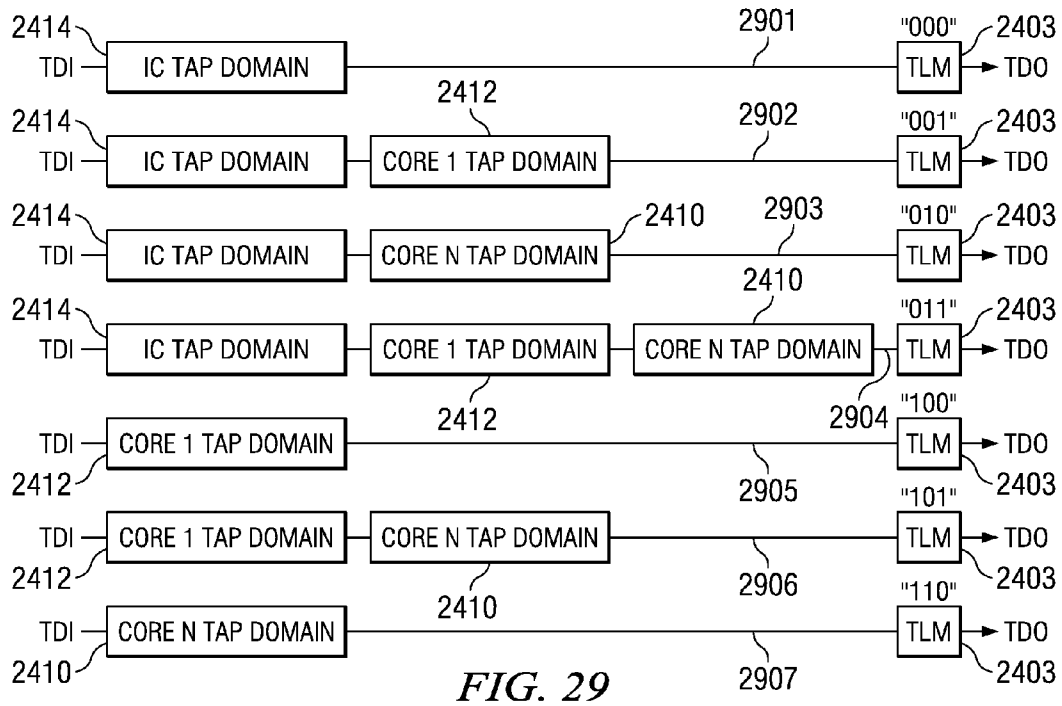 2414 2901 "000" 2403
TDI IC TAP DOMAIN TLM TDO
2414 2412 2902 "001" 2403
TDI IC TAP DOMAIN CORE 1 TAP DOMAIN TLM TDO
2414 2410 2903 "010" 2403
TDI IC TAP DOMAIN CORE N TAP DOMAIN TLM TDO
2414 2410 "011" 2403
TDI IC TAP DOMAIN CORE 1 TAP DOMAIN CORE N TAP DOMAIN TLM TDO
2412 2904 "100"
TDI CORE 1 TAP DOMAIN TLM TDO
2412 2905 "101" 2403
TDI CORE 1 TAP DOMAIN CORE N TAP DOMAIN TLM TDO
2412 2410 2906 "110" 2403
TDI CORE N TAP DOMAIN TLM TDO
2410 2907 2403
FIG. 29